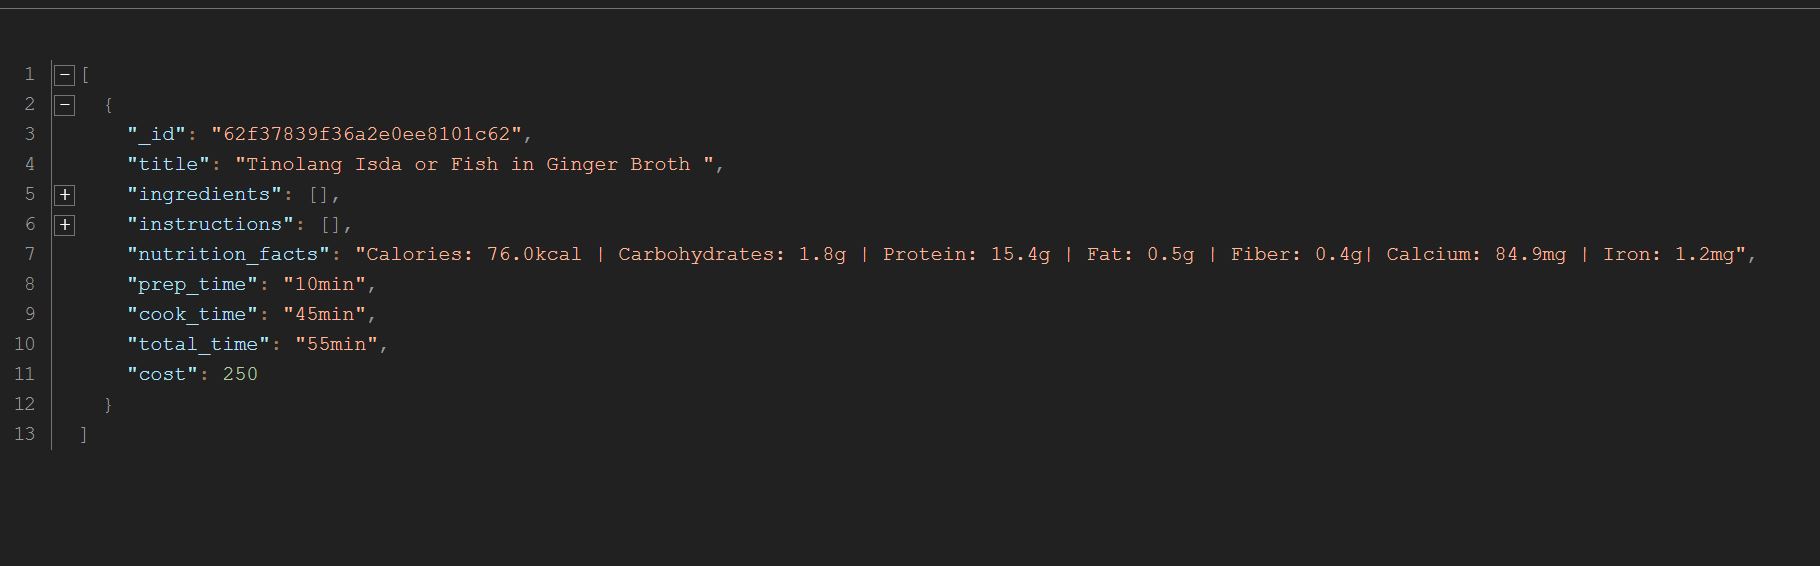 1 [
2 {
3 "_id": "62f37839f36a2e0ee8101c62",
4 "title": "Tinolang Isda or Fish in Ginger Broth ",
5 "ingredients": [],
6 "instructions": [],
7 "nutrition_facts": "Calories: 76.0kcal | Carbohydrates: 1.8g | Protein: 15.4g | Fat: 0.5g | Fiber: 0.4g| Calcium: 84.9mg | Iron: 1.2mg",
8 "prep_time": "10min",
9 "cook_time": "45min",
10 "total_time": "55min",
11 "cost": 250
12 }
13 ]